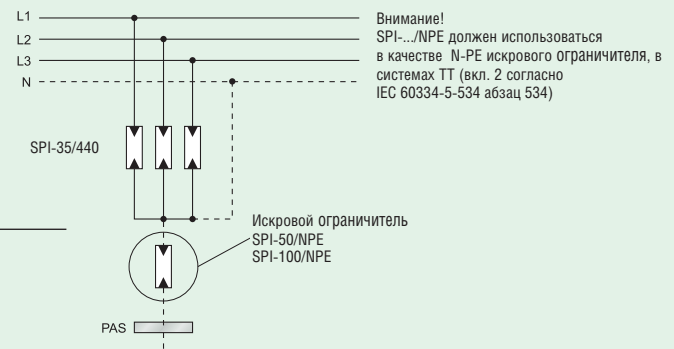 L1
L2
L3
N
Внимание!
SPI-.../NPE должен использоваться
в качестве N-PE искрового ограничителя, в
системах ТТ (вкл. 2 согласно
IEC 60334-5-534 абзац 534)
SPI-35/440
Искровой ограничитель
SPI-50/NPE
SPI-100/NPE
PAS